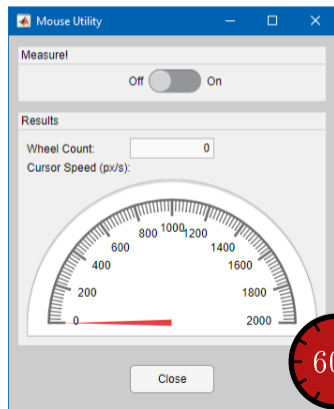 Mouse Utility
Measure!
Off On
Results
Wheel Count: 0
Cursor Speed (px/s):
0 200 400 600 800 1000 1200 1400 1600 1800 2000
60
Close